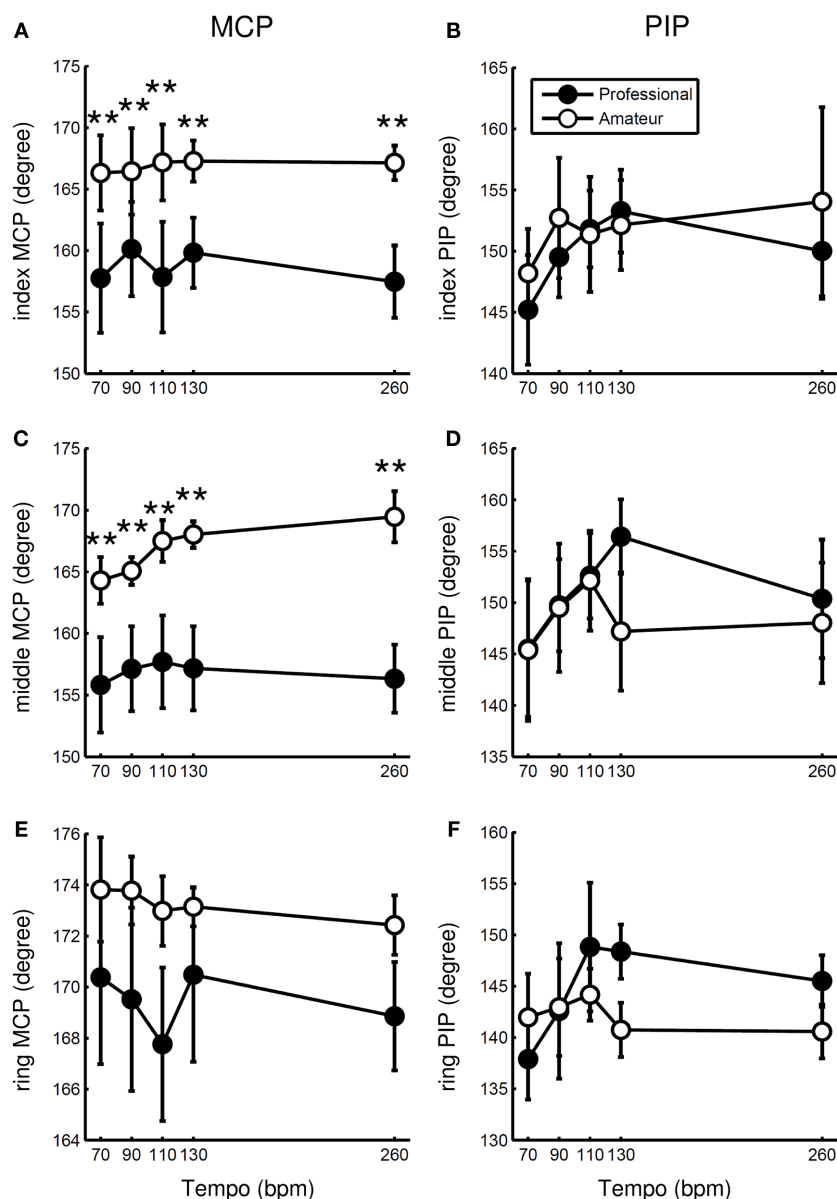 MCP
PIP
A
175
170
165
160
155
150
index MCP (degree)
** ** ** ** **
70 90 110 130 260
B
165
160
155
150
145
140
index PIP (degree)
Professional
Amateur
70 90 110 130 260
C
175
170
165
160
155
150
middle MCP (degree)
** ** ** ** **
70 90 110 130 260
D
165
160
155
150
145
140
135
middle PIP (degree)
70 90 110 130 260
E
176
174
172
170
168
166
164
ring MCP (degree)
70 90 110 130 260
Tempo (bpm)
F
160
155
150
145
140
135
130
ring PIP (degree)
70 90 110 130 260
Tempo (bpm)